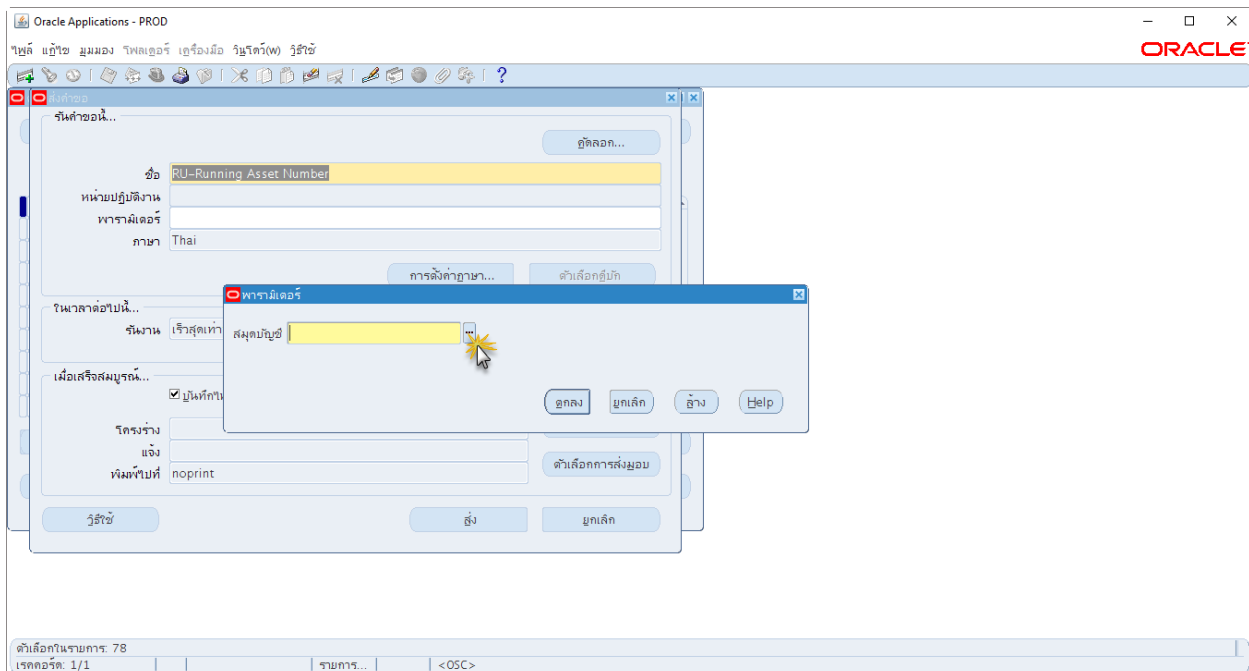 Oracle Applications - PROD
ไฟล์ แก้ไข มุมมอง โฟลเดอร์ เครื่องมือ วินโดว์(W) วิธีใช้
ORACLE
ส่งคำขอ
รันคำขอนี้...
คัดลอก...
ชื่อ RU-Running Asset Number
หน่วยปฏิบัติงาน
พารามิเตอร์
ภาษา Thai
การตั้งค่าภาษา... ตัวเลือกดีบัก
พารามิเตอร์
ในเวลาต่อไปนี้...
รันงาน เร็วสุดเท่า
สมุดบัญชี
เมื่อเสร็จสมบูรณ์...
บันทึก
ตกลง ยกเลิก ล้าง Help
โครงร่าง
แจ้ง
ตัวเลือกการส่งมอบ
พิมพ์ไปที่ noprint
วิธีใช้ ส่ง ยกเลิก
ตัวเลือกในรายการ: 78
เรคคอร์ด: 1/1 รายการ... <OSC>